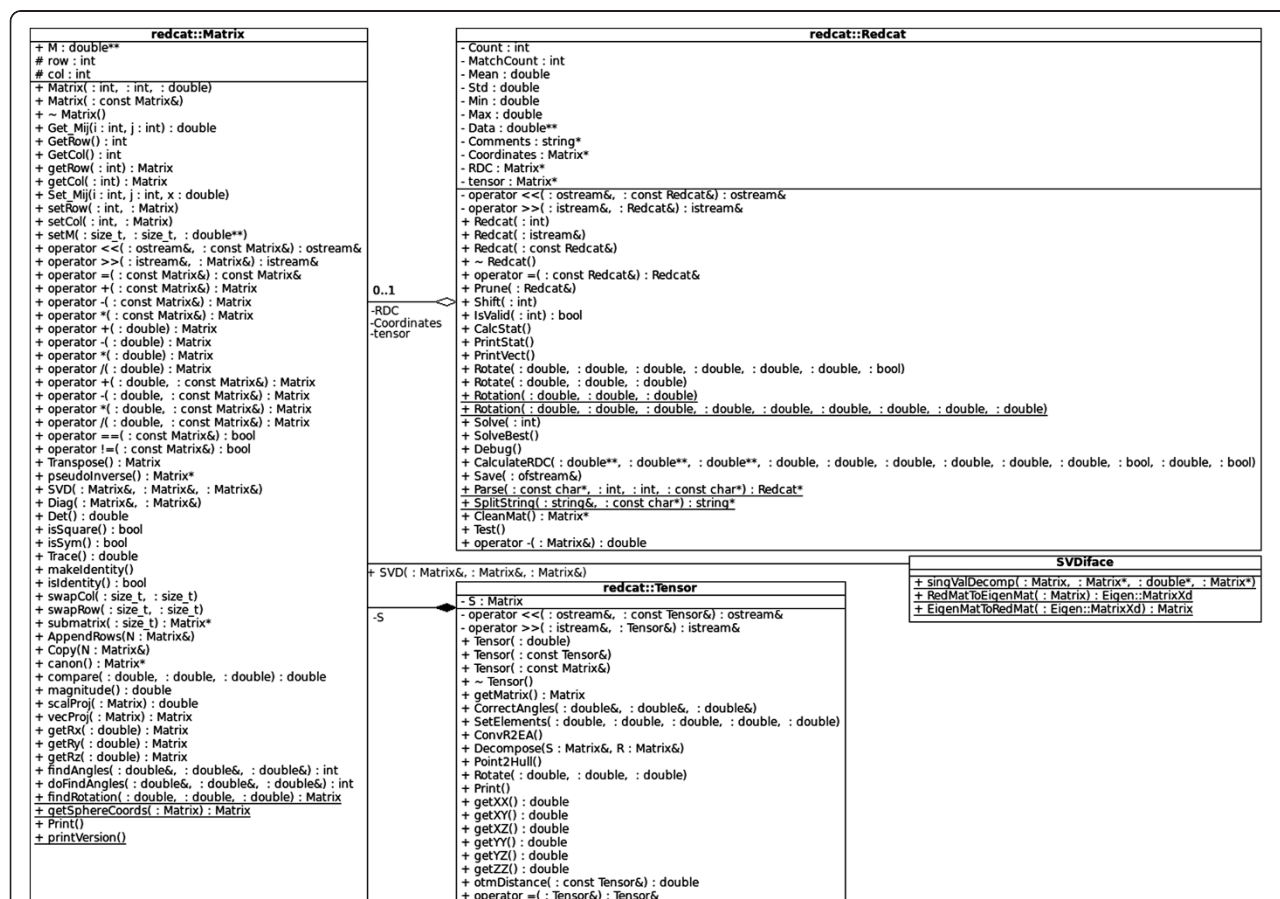 redcat::Matrix
+ M : double**
# row : int
# col : int
+ Matrix( : int, : int, : double)
+ Matrix( : const Matrix&)
+ ~ Matrix()
+ Get_Mij(i : int, j : int) : double
+ GetRow() : int
+ GetCol() : int
+ getRow( : int) : Matrix
+ getCol( : int) : Matrix
+ Set_Mij(i : int, j : int, x : double)
+ setRow( : int, : Matrix)
+ setCol( : int, : Matrix)
+ setM( : size_t, : size_t, : double**)
+ operator <<( : ostream&, : const Matrix&) : ostream&
+ operator >>( : istream&, : Matrix&) : istream&
+ operator =( : const Matrix&) : const Matrix&
+ operator +( : const Matrix&) : Matrix
+ operator -( : const Matrix&) : Matrix
+ operator *( : const Matrix&) : Matrix
+ operator +( : double) : Matrix
+ operator -( : double) : Matrix
+ operator *( : double) : Matrix
+ operator /( : double) : Matrix
+ operator +( : double, : const Matrix&) : Matrix
+ operator -( : double, : const Matrix&) : Matrix
+ operator *( : double, : const Matrix&) : Matrix
+ operator /( : double, : const Matrix&) : Matrix
+ operator ==( : const Matrix&) : bool
+ operator !=( : const Matrix&) : bool
+ Transpose() : Matrix
+ pseudoInverse() : Matrix*
+ SVD( : Matrix&, : Matrix&, : Matrix&)
+ Diag( : Matrix&, : Matrix&)
+ Det() : double
+ isSquare() : bool
+ isSym() : bool
+ Trace() : double
+ makeIdentity()
+ isIdentity() : bool
+ swapCol( : size_t, : size_t)
+ swapRow( : size_t, : size_t)
+ submatrix( : size_t) : Matrix*
+ AppendRows(N : Matrix&)
+ Copy(N : Matrix&)
+ canon() : Matrix*
+ compare( : double, : double, : double) : double
+ magnitude() : double
+ scalProj( : Matrix) : double
+ vecProj( : Matrix) : Matrix
+ getRx( : double) : Matrix
+ getRy( : double) : Matrix
+ getRz( : double) : Matrix
+ findAngles( : double&, : double&, : double&) : int
+ doFindAngles( : double&, : double&, : double&) : int
+ findRotation( : double, : double, : double) : Matrix
+ getSphereCoords( : Matrix) : Matrix
+ Print()
+ printVersion()
0..1
-RDC
-Coordinates
-tensor
redcat::Redcat
- Count : int
- MatchCount : int
- Mean : double
- Std : double
- Min : double
- Max : double
- Data : double**
- Comments : string*
- Coordinates : Matrix*
- RDC : Matrix*
- tensor : Matrix*
- operator <<( : ostream&, : const Redcat&) : ostream&
- operator >>( : istream&, : Redcat&) : istream&
+ Redcat( : int)
+ Redcat( : istream&)
+ Redcat( : const Redcat&)
+ ~ Redcat()
+ operator =( : const Redcat&) : Redcat&
+ Prune( : Redcat&)
+ Shift( : int)
+ IsValid( : int) : bool
+ CalcStat()
+ PrintStat()
+ PrintVect()
+ Rotate( : double, : double, : double, : double, : double, : double, : bool)
+ Rotate( : double, : double, : double)
+ Rotation( : double, : double, : double)
+ Rotation( : double, : double, : double, : double, : double, : double, : double, : double, : double)
+ Solve( : int)
+ SolveBest()
+ Debug()
+ CalculateRDC( : double**, : double**, : double**, : double, : double, : double, : double, : double, : double, : bool, : double, : bool)
+ Save( : ofstream&)
+ Parse( : const char*, : int, : int, : const char*) : Redcat*
+ SplitString( : string&, : const char*) : string*
+ CleanMat() : Matrix*
+ Test()
+ operator -( : Matrix&) : double
+ SVD( : Matrix&, : Matrix&, : Matrix&)
SVDiface
+ singValDecomp( : Matrix, : Matrix*, : double*, : Matrix*)
+ RedMatToEigenMat( : Matrix) : Eigen::MatrixXd
+ EigenMatToRedMat( : Eigen::MatrixXd) : Matrix
-S
redcat::Tensor
- S : Matrix
- operator <<( : ostream&, : const Tensor&) : ostream&
- operator >>( : istream&, : Tensor&) : istream&
+ Tensor( : double)
+ Tensor( : const Tensor&)
+ Tensor( : const Matrix&)
+ ~ Tensor()
+ getMatrix() : Matrix
+ CorrectAngles( : double&, : double&, : double&)
+ SetElements( : double, : double, : double, : double, : double)
+ ConvR2EA()
+ Decompose(S : Matrix&, R : Matrix&)
+ Point2Hull()
+ Rotate( : double, : double, : double)
+ Print()
+ getXX() : double
+ getXY() : double
+ getXZ() : double
+ getYY() : double
+ getYZ() : double
+ getZZ() : double
+ otmDistance( : const Tensor&) : double
+ operator =( : Tensor&) : Tensor&